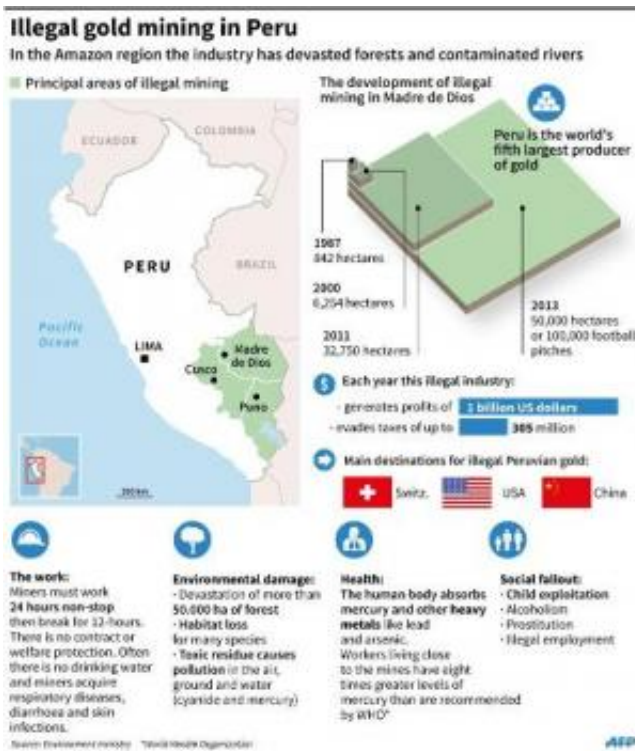 Illegal gold mining in Peru
In the Amazon region the industry has devasted forests and contaminated rivers
Principal areas of illegal mining
ECUADOR
COLOMBIA
BRAZIL
PERU
Pacific
Ocean
LIMA
Madre
de Dios
Cusco
Puno
The development of illegal
mining in Madre de Dios
Peru is the world's
fifth largest producer
of gold
1987
842 hectares
2000
6,254 hectares
2011
32,750 hectares
2013
50,000 hectares
or 100,000 football
pitches
Each year this illegal industry:
- generates profits of 1 billion US dollars
- evades taxes of up to 305 million
Main destinations for illegal Peruvian gold:
Switz. USA China
The work:
Miners must work
24 hours non-stop
then break for 12-hours.
There is no contract or
welfare protection. Often
there is no drinking water
and miners acquire
respiratory diseases,
diarrhoea and skin
infections.
Environmental damage:
· Devastation of more than
50.000 ha of forest
· Habitat loss
for many species
· Toxic residue causes
pollution in the air,
ground and water
(cyanide and mercury)
Health:
The human body absorbs
mercury and other heavy
metals like lead
and arsenic.
Workers living close
to the mines have eight
times greater levels of
mercury than are recommended
by WHO*
Social fallout:
· Child exploitation
· Alcoholism
· Prostitution
· Illegal employment
Source: Environment ministry *World Health Organization
AFP